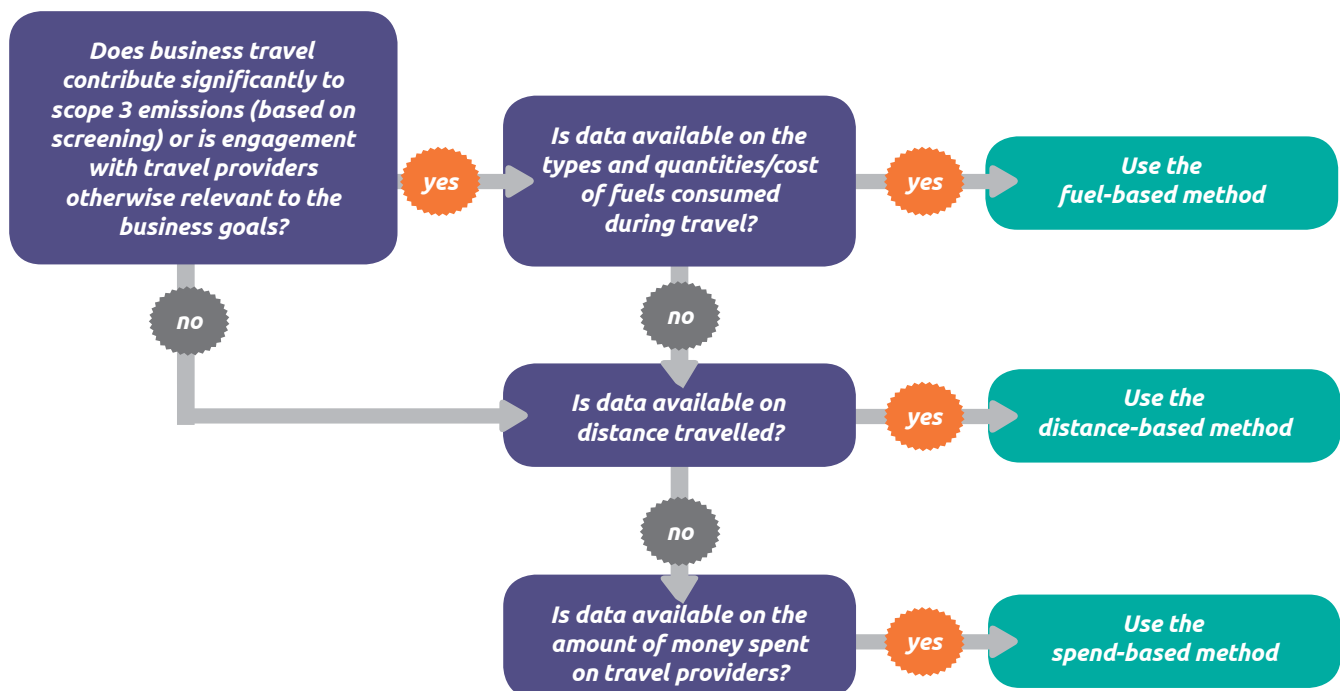 Does business travel
contribute significantly to
scope 3 emissions (based on
screening) or is engagement
with travel providers
otherwise relevant to the
business goals?
yes
Is data available on the
types and quantities/cost
of fuels consumed
during travel?
yes
Use the
fuel-based method
no
no
Is data available on
distance travelled?
yes
Use the
distance-based method
no
Is data available on the
amount of money spent
on travel providers?
yes
Use the
spend-based method